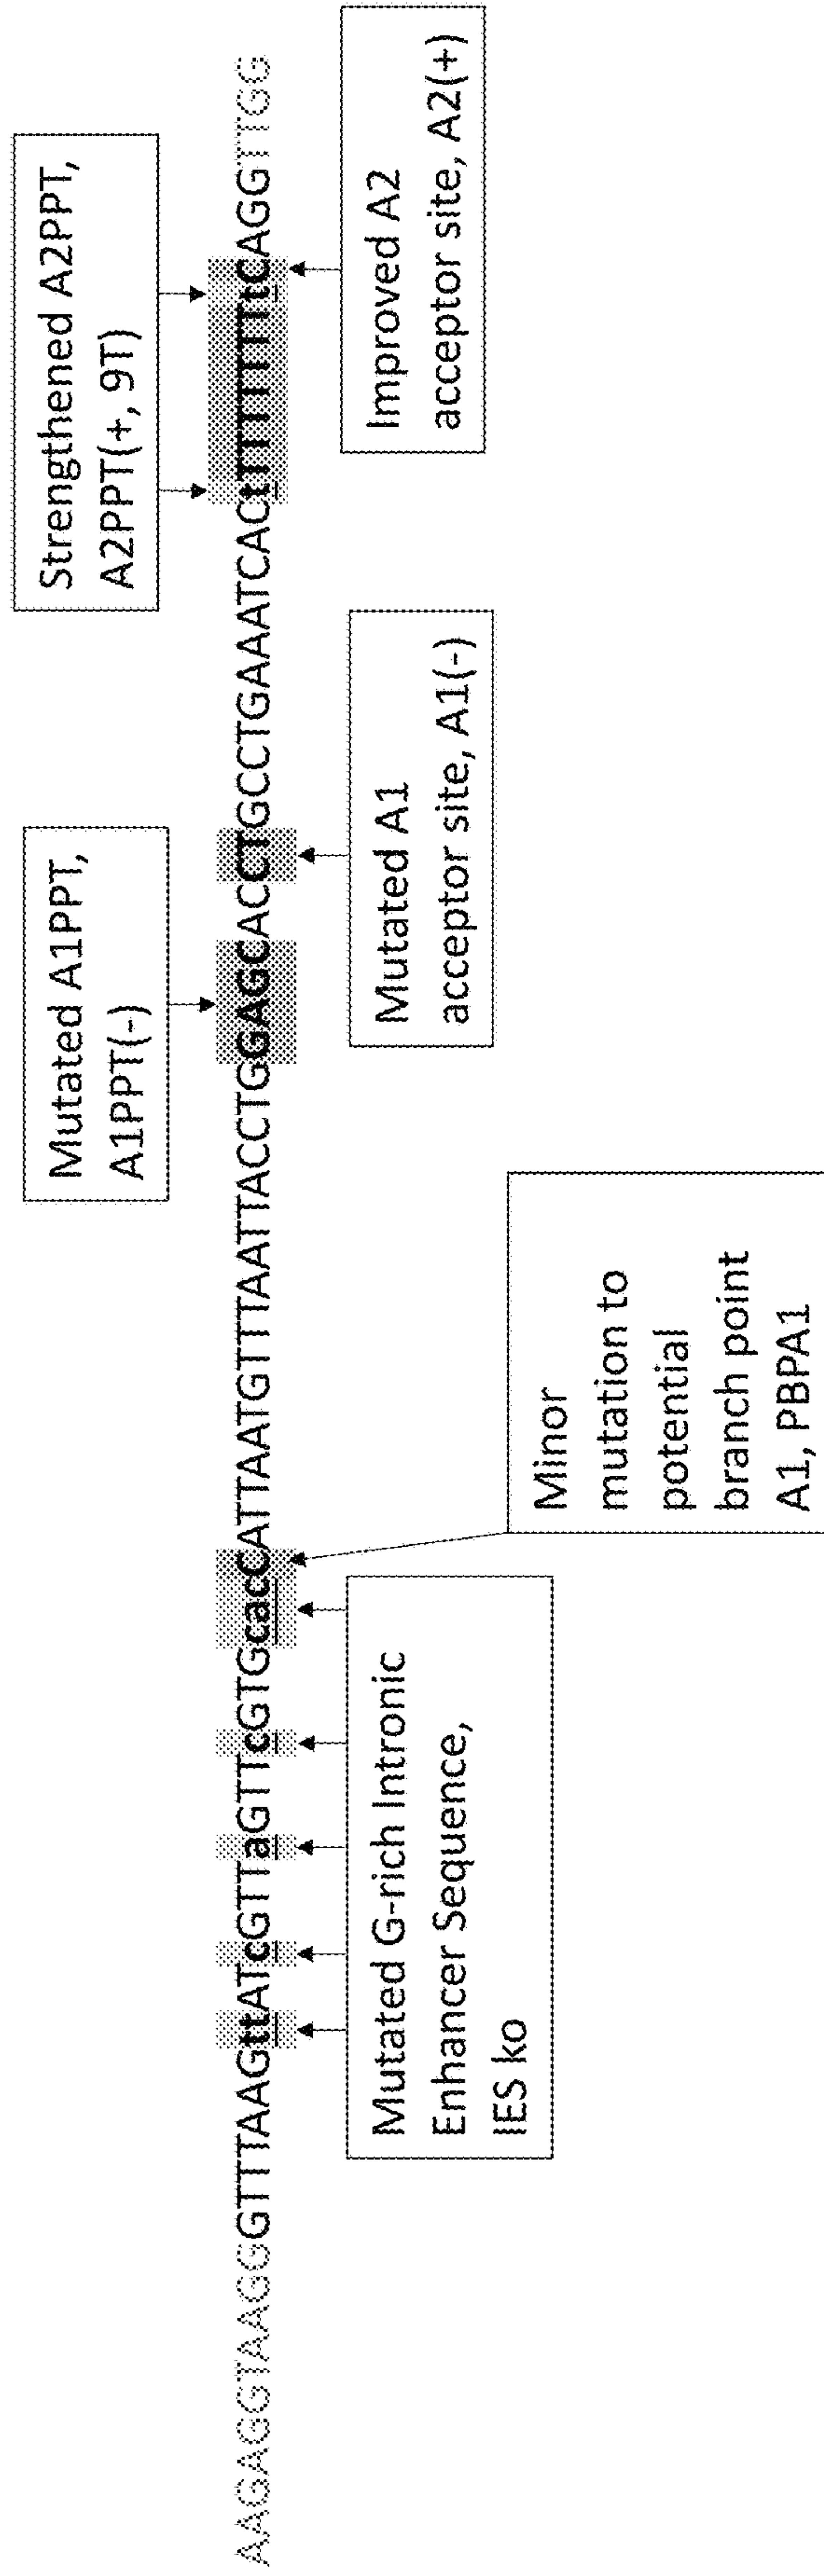 Mutated A1PPT,
A1PPT(-)
Strengthened A2PPT,
A2PPT(+, 9T)
AAGAGGTAAGGGTTTAAGttATcGTTaGTTcGTGcacCATTAATGTTTAATTACCTGGAGCACCTGCCTGAAATCACtTTTTTTTtCAGGTTGG
Mutated G-rich Intronic
Enhancer Sequence,
IES ko
Minor
mutation to
potential
branch point
A1, PBPA1
Mutated A1
acceptor site, A1(-)
Improved A2
acceptor site, A2(+)